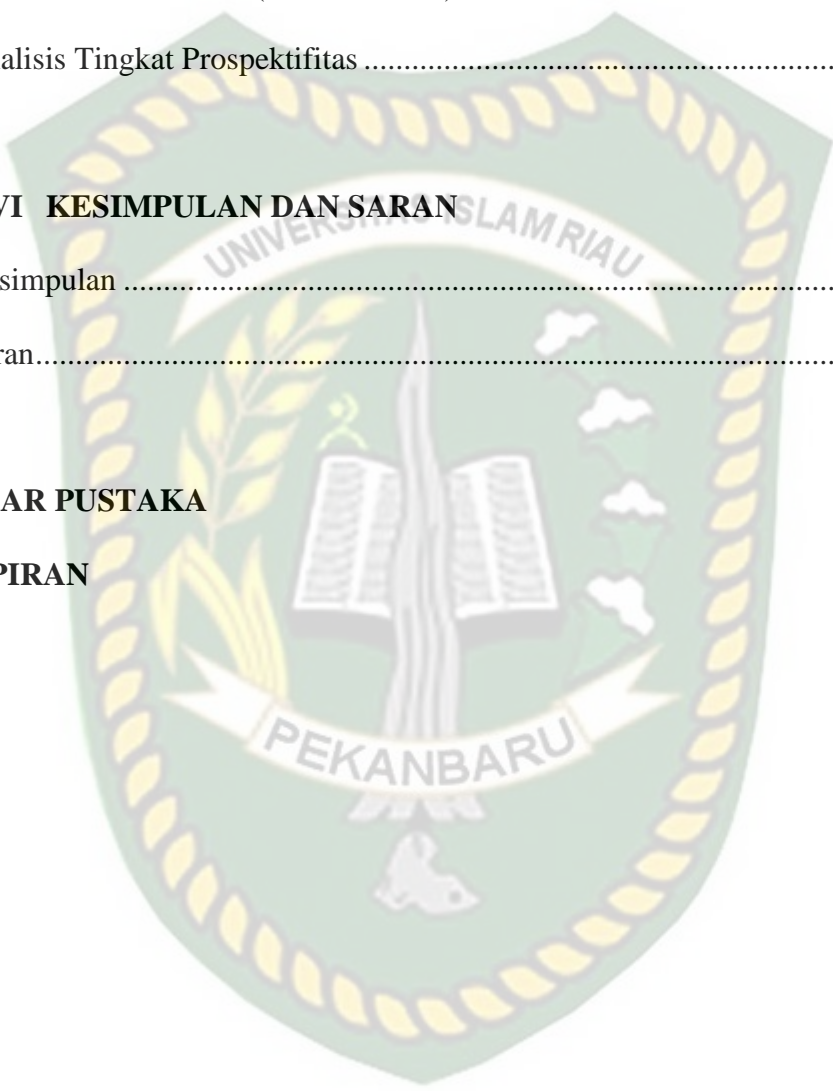 alisis Tingkat Prospektifitas ..........................................................
VI KESIMPULAN DAN SARAN
UNIVERSITAS ISLAM RIAU
simpulan ........................................................................................
ran....................................................................................................
AR PUSTAKA
PIRAN
PEKANBARU